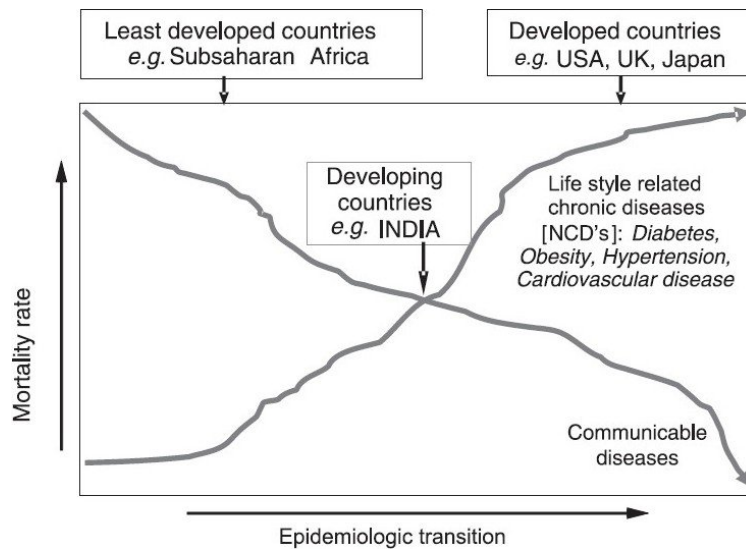 Least developed countries
e.g. Subsaharan Africa
Developed countries
e.g. USA, UK, Japan
Developing
countries
e.g. INDIA
Life style related
chronic diseases
[NCD's]: Diabetes,
Obesity, Hypertension,
Cardiovascular disease
Mortality rate
Communicable
diseases
Epidemiologic transition